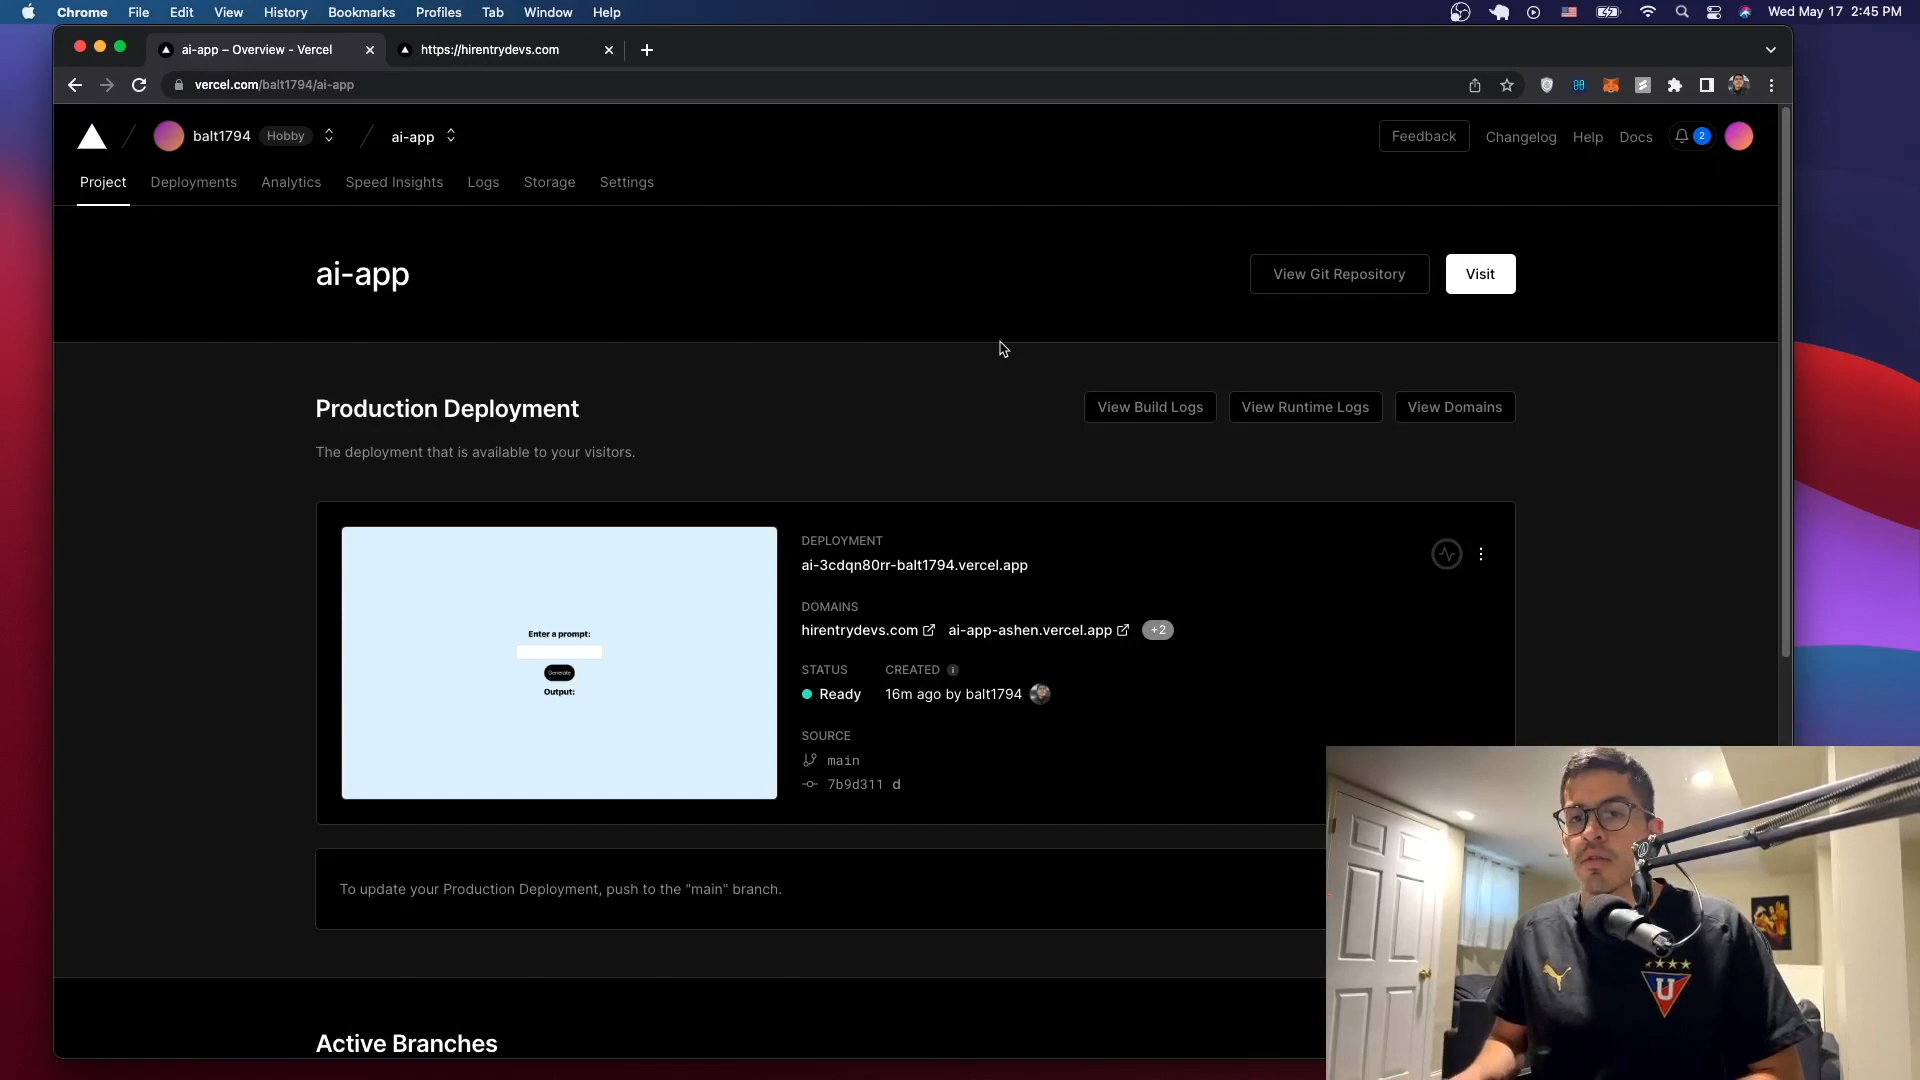 Chrome File Edit View History Bookmarks Profiles Tab Window Help Wed May 17 2:45 PM
ai-app – Overview - Vercel https://hirentrydevs.com
vercel.com/balt1794/ai-app
balt1794 Hobby ai-app Feedback Changelog Help Docs 2
Project Deployments Analytics Speed Insights Logs Storage Settings
ai-app View Git Repository Visit
Production Deployment View Build Logs View Runtime Logs View Domains
The deployment that is available to your visitors.
Enter a prompt:
Generate
Output:
DEPLOYMENT
ai-3cdqn80rr-balt1794.vercel.app
DOMAINS
hirentrydevs.com ai-app-ashen.vercel.app +2
STATUS CREATED
Ready 16m ago by balt1794
SOURCE
main
7b9d311 d
To update your Production Deployment, push to the "main" branch.
Active Branches
U